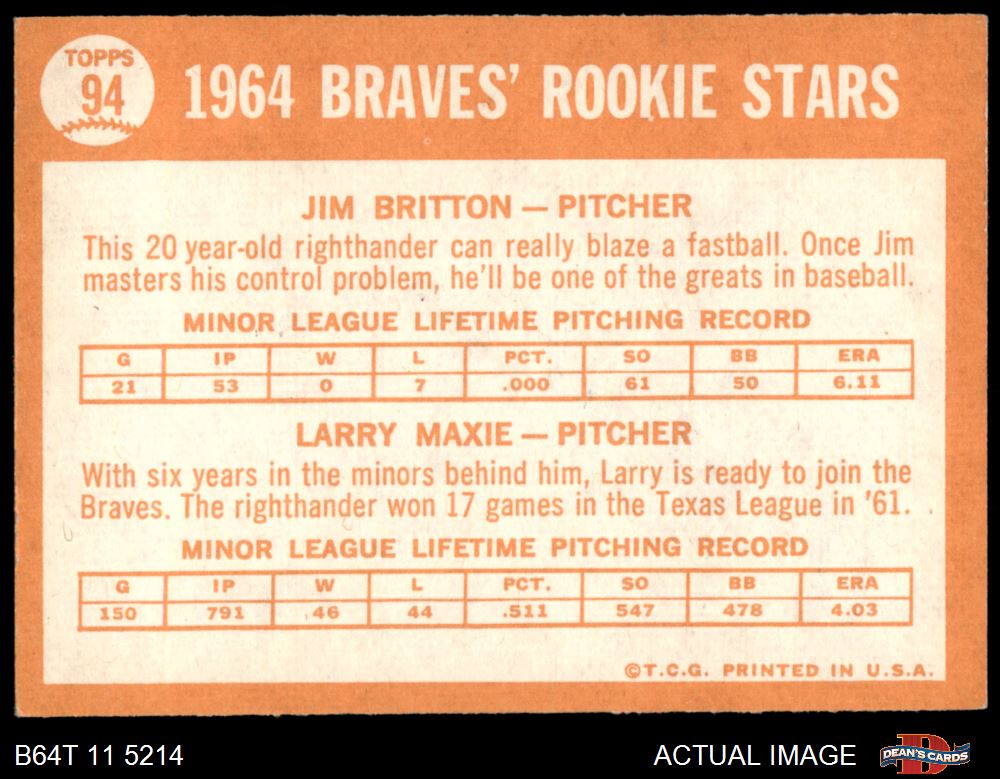 TOPPS
94
1964 BRAVES' ROOKIE STARS
JIM BRITTON — PITCHER
This 20 year-old righthander can really blaze a fastball. Once Jim
masters his control problem, he'll be one of the greats in baseball.
MINOR LEAGUE LIFETIME PITCHING RECORD
G IP W L PCT. SO BB ERA
21 53 0 7 .000 61 50 6.11
LARRY MAXIE — PITCHER
With six years in the minors behind him, Larry is ready to join the
Braves. The righthander won 17 games in the Texas League in '61.
MINOR LEAGUE LIFETIME PITCHING RECORD
G IP W L PCT. SO BB ERA
150 791 46 44 .511 547 478 4.03
©T.C.G. PRINTED IN U.S.A.
B64T 11 5214
ACTUAL IMAGE
DEAN'S CARDS